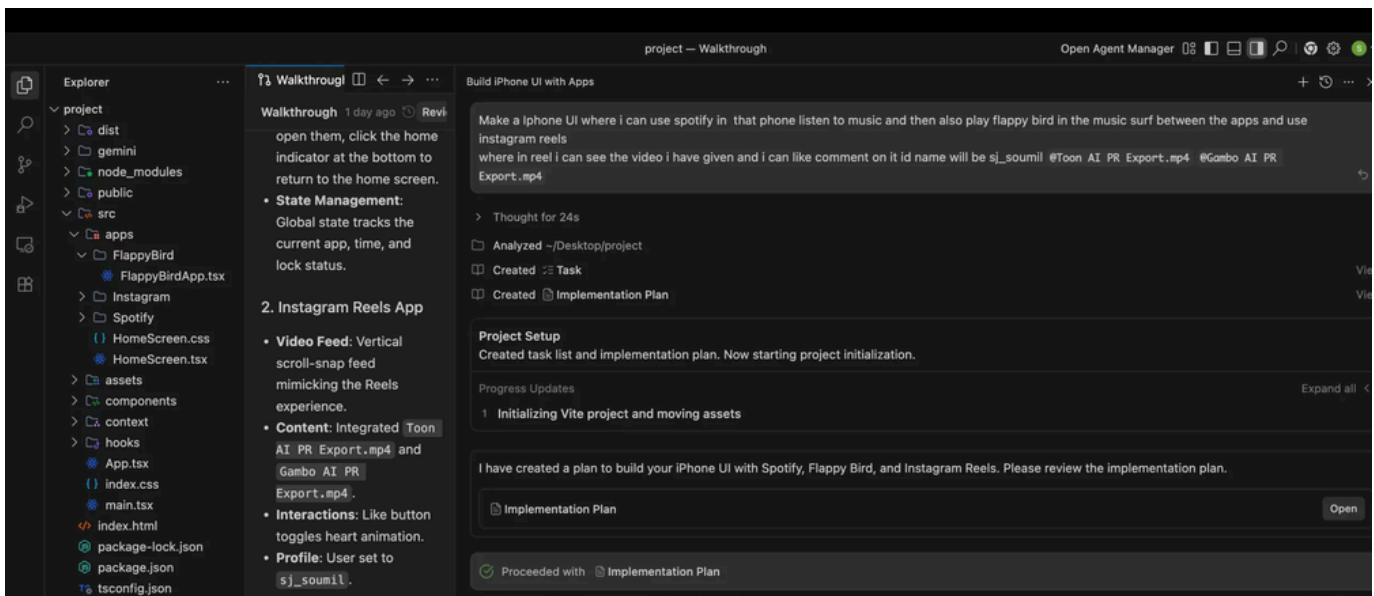 project — Walkthrough
Open Agent Manager
Explorer
project
dist
gemini
node_modules
public
src
apps
FlappyBird
FlappyBirdApp.tsx
Instagram
Spotify
HomeScreen.css
HomeScreen.tsx
assets
components
context
hooks
App.tsx
index.css
main.tsx
index.html
package-lock.json
package.json
tsconfig.json
Walkthrough
Walkthrough 1 day ago
open them, click the home
indicator at the bottom to
return to the home screen.
• State Management:
Global state tracks the
current app, time, and
lock status.
2. Instagram Reels App
• Video Feed: Vertical
scroll-snap feed
mimicking the Reels
experience.
• Content: Integrated Toon
AI PR Export.mp4 and
Gambo AI PR
Export.mp4.
• Interactions: Like button
toggles heart animation.
• Profile: User set to
sj_soumil.
Build iPhone UI with Apps
Make a Iphone UI where i can use spotify in that phone listen to music and then also play flappy bird in the music surf between the apps and use
instagram reels
where in reel i can see the video i have given and i can like comment on it id name will be sj_soumil @Toon AI PR Export.mp4 @Gambo AI PR
Export.mp4
Thought for 24s
Analyzed ~/Desktop/project
Created Task
Created Implementation Plan
Project Setup
Created task list and implementation plan. Now starting project initialization.
Progress Updates
Expand all
1 Initializing Vite project and moving assets
I have created a plan to build your iPhone UI with Spotify, Flappy Bird, and Instagram Reels. Please review the implementation plan.
Implementation Plan
Open
Proceeded with Implementation Plan